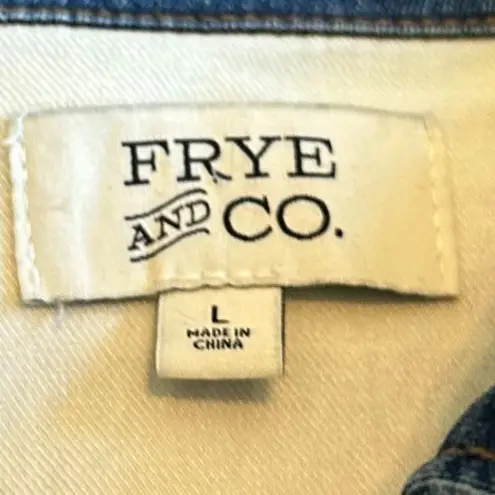 FRYE
AND CO.
L
MADE IN
CHINA